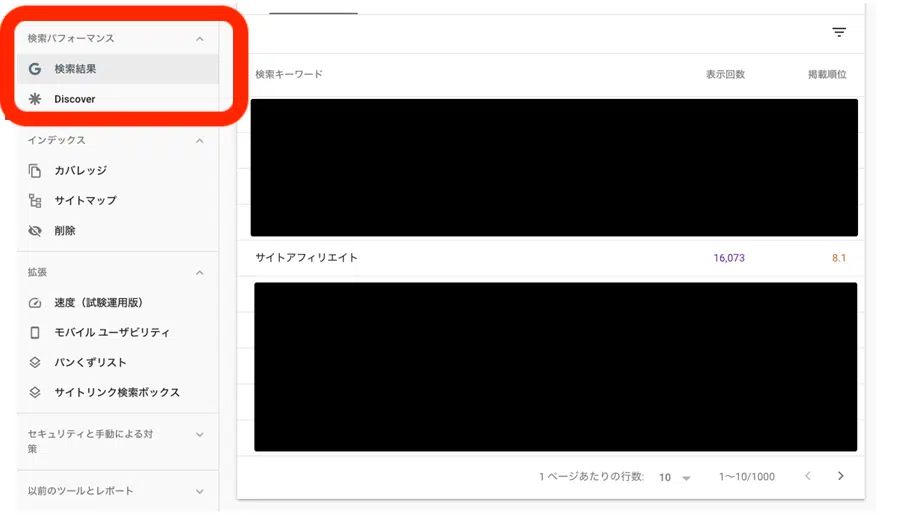 検索パフォーマンス
検索結果
Discover
インデックス
カバレッジ
サイトマップ
削除
拡張
速度（試験運用版）
モバイル ユーザビリティ
パンくずリスト
サイトリンク検索ボックス
セキュリティと手動による対
策
以前のツールとレポート
検索キーワード 表示回数 掲載順位
サイトアフィリエイト 16,073 8.1
1 ページあたりの行数: 10 1〜10/1000